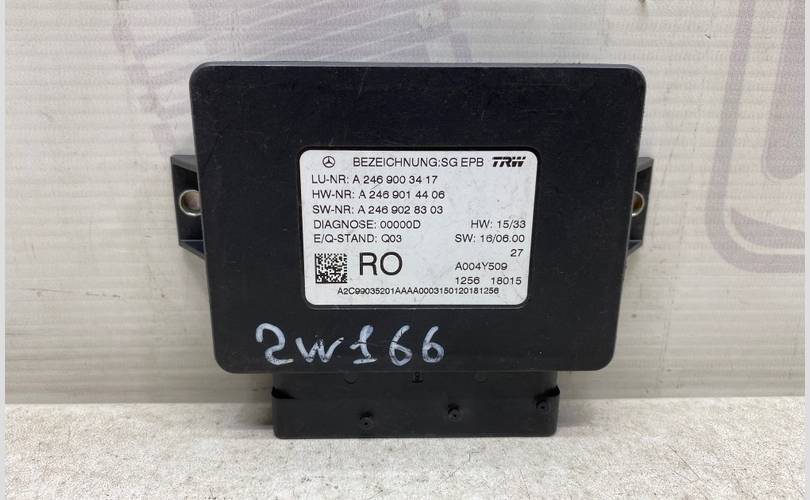 BEZEICHNUNG:SG EPB TRW
LU-NR: A 246 900 34 17
HW-NR: A 246 901 44 06
SW-NR: A 246 902 83 03
DIAGNOSE: 00000D HW: 15/33
E/Q-STAND: Q03 SW: 16/06.00
27
RO A004Y509
1256 18015
A2C99035201AAAA0003150120181256
2W166